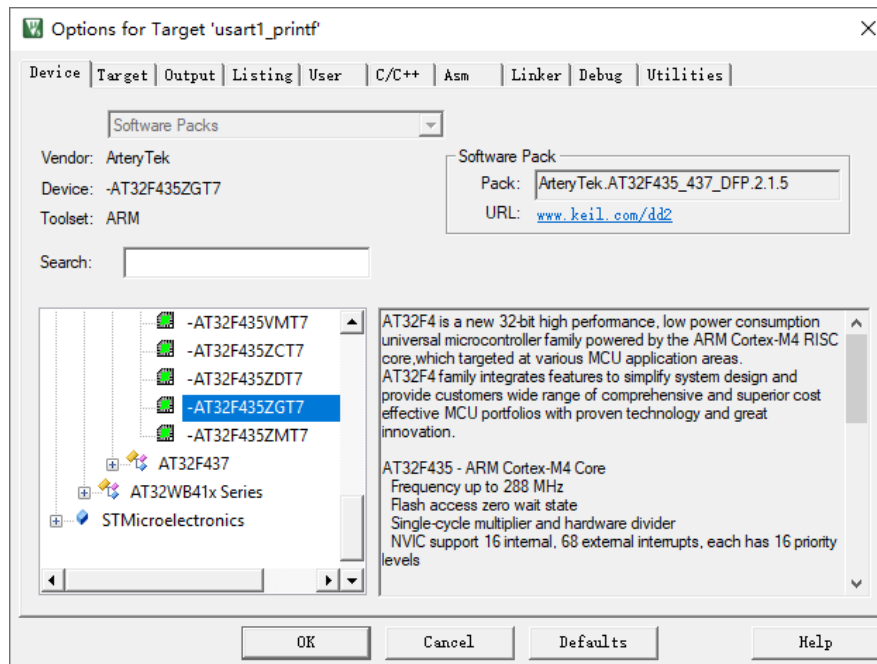 Options for Target 'usart1_printf'
Device Target Output Listing User C/C++ Asm Linker Debug Utilities
Software Packs
Vendor: ArteryTek
Device: -AT32F435ZGT7
Toolset: ARM
Search:
Software Pack
Pack: ArteryTek.AT32F435_437_DFP.2.1.5
URL: www.keil.com/dd2
-AT32F435VMT7
-AT32F435ZCT7
-AT32F435ZDT7
-AT32F435ZGT7
-AT32F435ZMT7
AT32F437
AT32WB41x Series
STMicroelectronics
AT32F4 is a new 32-bit high performance, low power consumption
universal microcontroller family powered by the ARM Cortex-M4 RISC
core,which targeted at various MCU application areas.
AT32F4 family integrates features to simplify system design and
provide customers wide range of comprehensive and superior cost
effective MCU portfolios with proven technology and great
innovation.
AT32F435 - ARM Cortex-M4 Core
Frequency up to 288 MHz
Flash access zero wait state
Single-cycle multiplier and hardware divider
NVIC support 16 internal, 68 external interrupts, each has 16 priority
levels
OK Cancel Defaults Help